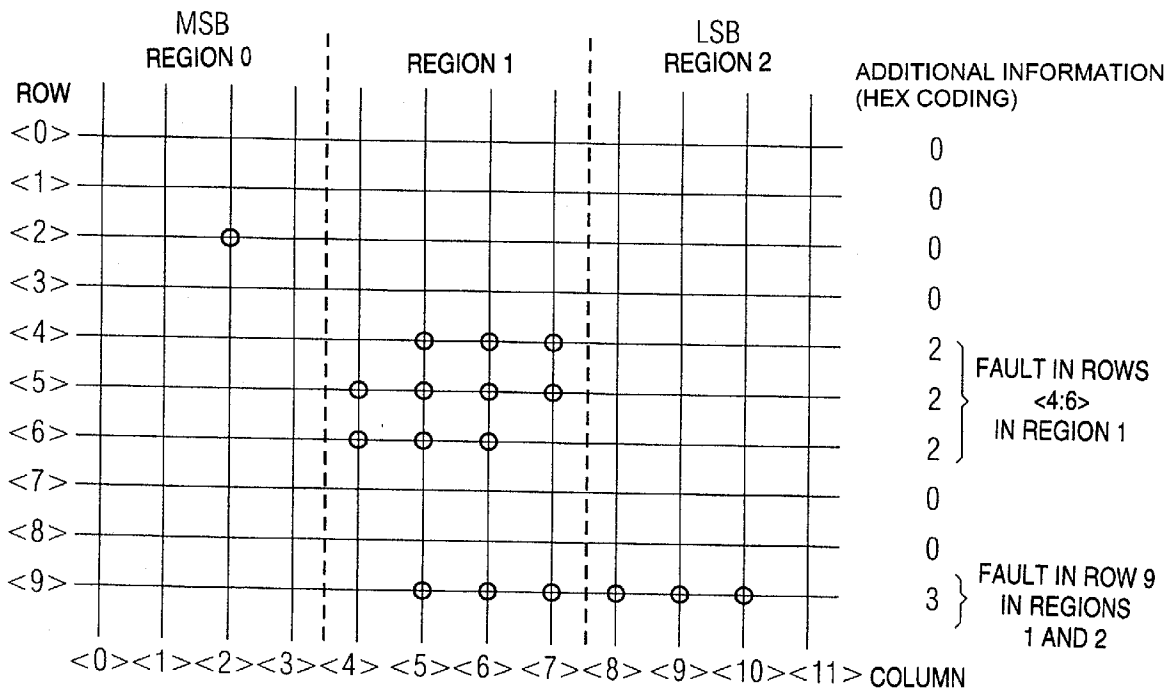 MSB
REGION 0
REGION 1
LSB
REGION 2
ADDITIONAL INFORMATION
(HEX CODING)
ROW
<0> 0
<1> 0
<2> 0
<3> 0
<4> 2
<5> 2
<6> 2
FAULT IN ROWS
<4:6>
IN REGION 1
<7> 0
<8> 0
<9> 3
FAULT IN ROW 9
IN REGIONS
1 AND 2
<0> <1> <2> <3> <4> <5> <6> <7> <8> <9> <10> <11> COLUMN